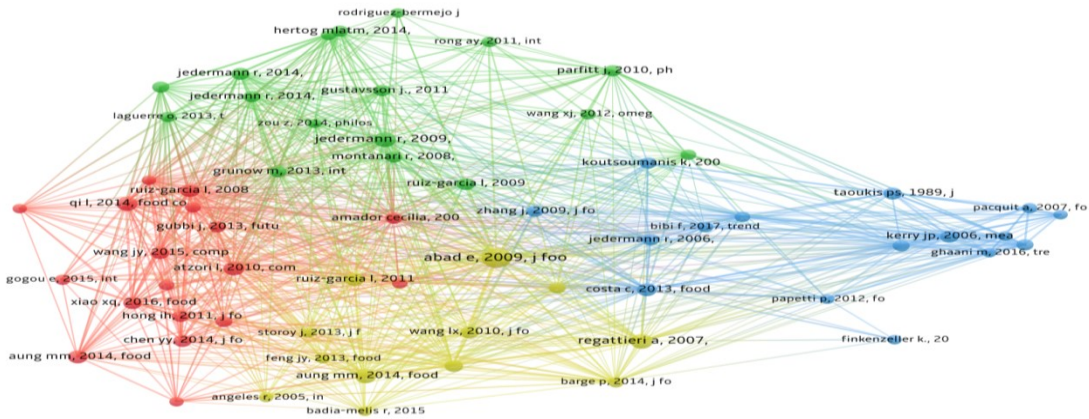 rodriguez-bermejo j
hertog mlatm, 2014,
rong ay, 2011, int
jedermann r, 2014,
parfitt j, 2010, ph
gustavsson j., 2011
jedermann r, 2014,
laguerre o, 2013, t
zou z, 2014, philos
wang xj, 2012, omeg
jedermann r, 2009,
montanari r, 2008,
koutsoumanis k, 200
grunow m, 2013, int
ruiz-garcia l, 2009
ruiz-garcia l, 2008
taoukis ps, 1989, j
qi l, 2014, food co
zhang j, 2009, j fo
pacquit a, 2007, fo
amador cecilia, 200
gubbi j, 2013, futu
bibi f, 2017, trend
jedermann r, 2006,
kerry jp, 2006, mea
wang jy, 2015, comp
abad e, 2009, j foo
ghaani m, 2016, tre
atzori l, 2010, com
gogou e, 2015, int
ruiz-garcia l, 2011
costa c, 2013, food
xiao xq, 2016, food
papetti p, 2012, fo
hong ih, 2011, j fo
storoy j, 2013, j f
wang lx, 2010, j fo
chen yy, 2014, j fo
regattieri a, 2007,
finkenzeller k., 20
aung mm, 2014, food
feng jy, 2013, food
aung mm, 2014, food
barge p, 2014, j fo
angeles r, 2005, in
badia-melis r, 2015